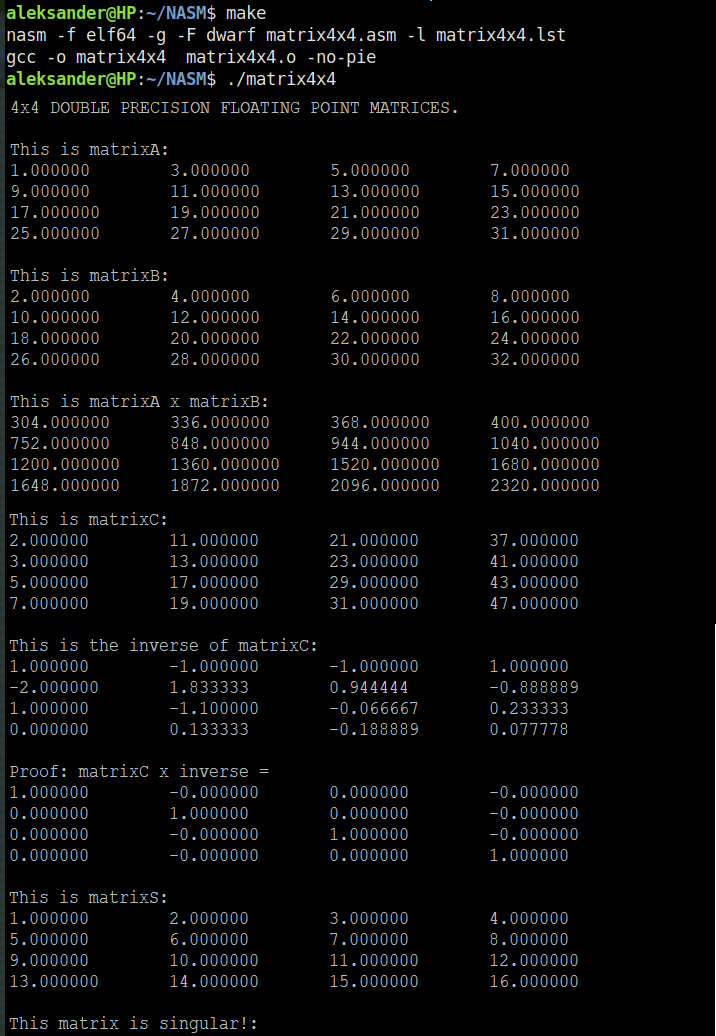 aleksander@HP:~/NASM$ make
nasm -f elf64 -g -F dwarf matrix4x4.asm -l matrix4x4.lst
gcc -o matrix4x4  matrix4x4.o -no-pie
aleksander@HP:~/NASM$ ./matrix4x4
4x4 DOUBLE PRECISION FLOATING POINT MATRICES.
This is matrixA:
1.000000 3.000000 5.000000 7.000000
9.000000 11.000000 13.000000 15.000000
17.000000 19.000000 21.000000 23.000000
25.000000 27.000000 29.000000 31.000000
This is matrixB:
2.000000 4.000000 6.000000 8.000000
10.000000 12.000000 14.000000 16.000000
18.000000 20.000000 22.000000 24.000000
26.000000 28.000000 30.000000 32.000000
This is matrixA x matrixB:
304.000000 336.000000 368.000000 400.000000
752.000000 848.000000 944.000000 1040.000000
1200.000000 1360.000000 1520.000000 1680.000000
1648.000000 1872.000000 2096.000000 2320.000000
This is matrixC:
2.000000 11.000000 21.000000 37.000000
3.000000 13.000000 23.000000 41.000000
5.000000 17.000000 29.000000 43.000000
7.000000 19.000000 31.000000 47.000000
This is the inverse of matrixC:
1.000000 -1.000000 -1.000000 1.000000
-2.000000 1.833333 0.944444 -0.888889
1.000000 -1.100000 -0.066667 0.233333
0.000000 0.133333 -0.188889 0.077778
Proof: matrixC x inverse =
1.000000 -0.000000 0.000000 -0.000000
0.000000 1.000000 0.000000 -0.000000
0.000000 -0.000000 1.000000 -0.000000
0.000000 -0.000000 0.000000 1.000000
This is matrixS:
1.000000 2.000000 3.000000 4.000000
5.000000 6.000000 7.000000 8.000000
9.000000 10.000000 11.000000 12.000000
13.000000 14.000000 15.000000 16.000000
This matrix is singular!: